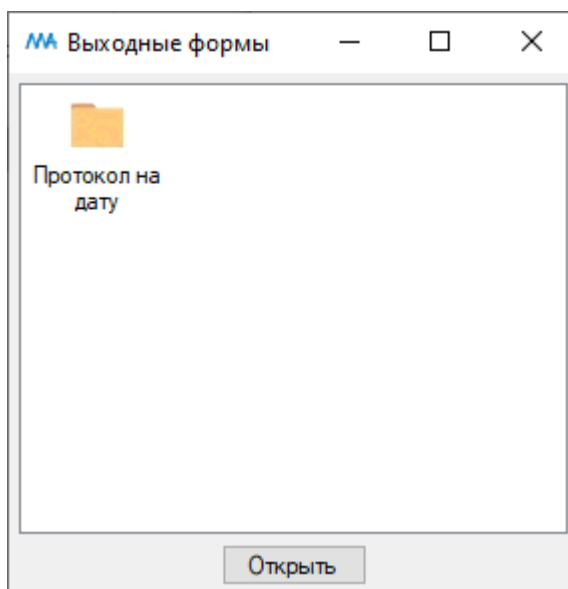 Выходные формы
Протокол на
дату
Открыть